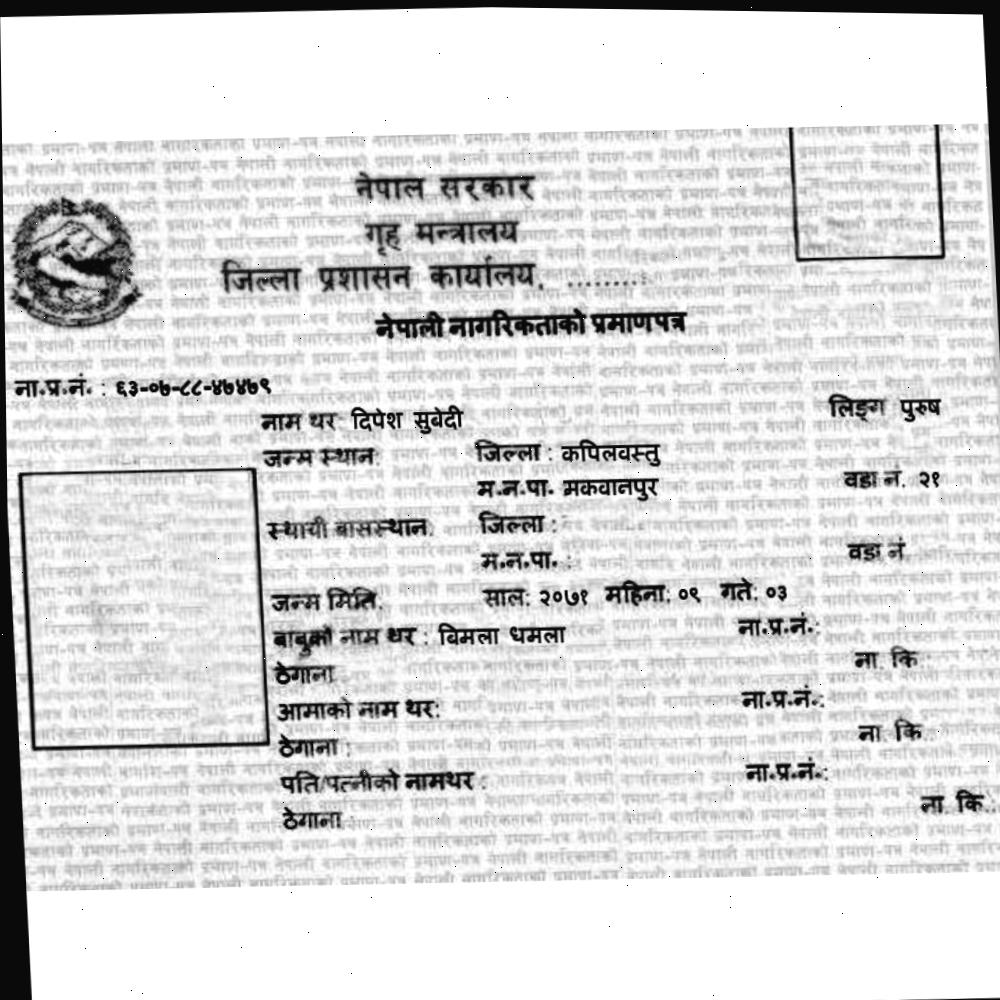 नेपाल सरकार
गृह मन्त्रालय
जिल्ला प्रशासन कार्यालय, .........
नेपाली नागरिकताको प्रमाणपत्र
ना.प्र.नं. : ६३-०७-८८-४७४७९
नाम थर: दिपेश सुवेदी लिङ्ग पुरुष
जन्म स्थान: जिल्ला : कपिलवस्तु
म.न.पा. मकवानपुर वडा नं. २१
स्थायी बासस्थान: जिल्ला :
म.न.पा. : वडा नं.
जन्म मिति: साल: २०७१ महिना: ०९ गते: ०३
बाबुको नाम थर : बिमला धमला ना.प्र.नं.:
ठेगाना ना. कि.:
आमाको नाम थर: ना.प्र.नं.:
ठेगाना : ना. कि.:
पति/पत्नीको नामथर : ना.प्र.नं.:
ठेगाना : ना. कि.: